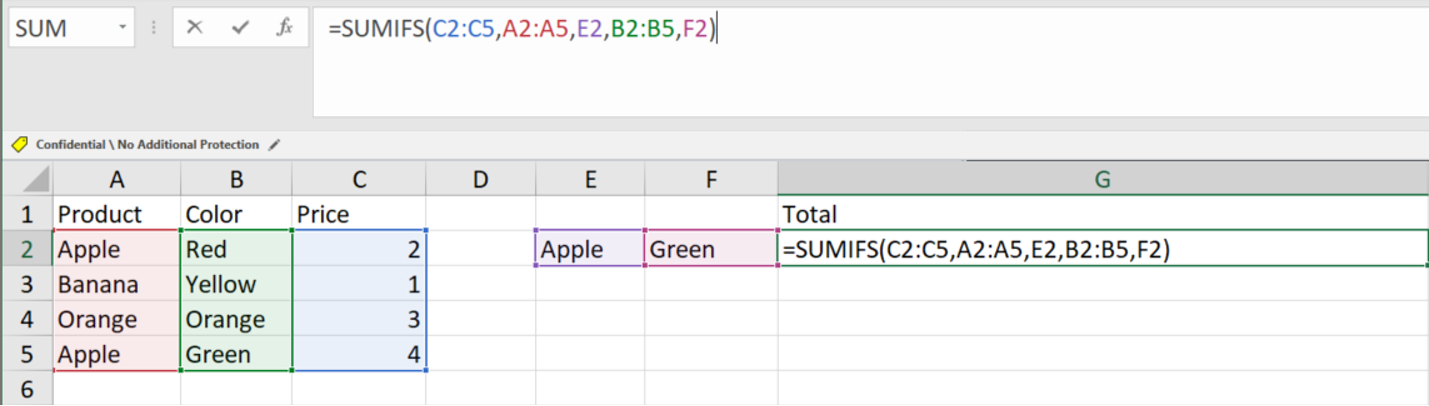 SUM fx =SUMIFS(C2:C5,A2:A5,E2,B2:B5,F2)
Confidential \ No Additional Protection
A B C D E F G
1 Product Color Price Total
2 Apple Red 2 Apple Green =SUMIFS(C2:C5,A2:A5,E2,B2:B5,F2)
3 Banana Yellow 1
4 Orange Orange 3
5 Apple Green 4
6